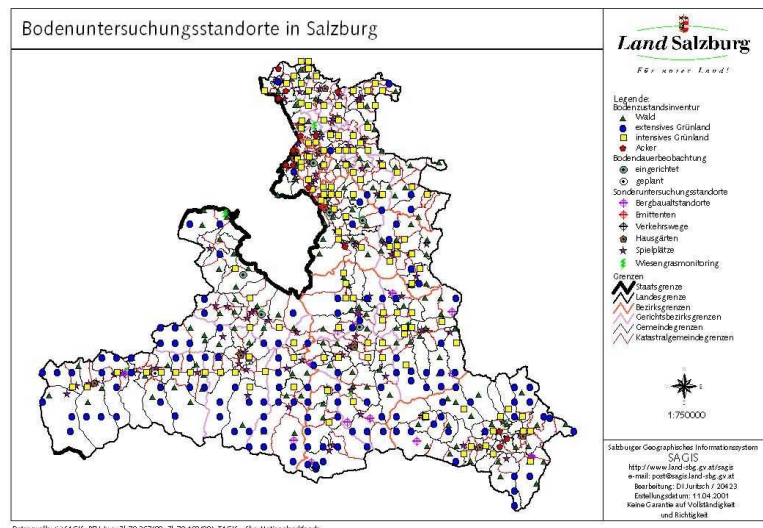 Bodenuntersuchungsstandorte in Salzburg
Land Salzburg
Für unser Land!
Legende:
Bodenzustandsinventur
Wald
extensives Grünland
intensives Grünland
Acker
Bodendauerbeobachtung
eingerichtet
geplant
Sonderuntersuchungsstandorte
Bergbaualtstandorte
Emittenten
Verkehrswege
Hausgärten
Spielplätze
Wiesengrasmonitoring
Grenzen
Staatsgrenze
Landesgrenze
Bezirksgrenzen
Gerichtsbezirksgrenzen
Gemeindegrenzen
Katastralgemeindegrenzen
1:750000
Salzburger Geographisches Informationssystem
SAGIS
http://www.land-sbg.gv.at/sagis
e-mail: post@sagis.land-sbg.gv.at
Bearbeitung: DI Juritsch / 20423
Erstellungsdatum: 11.04.2001
Keine Garantie auf Vollständigkeit
und Richtigkeit